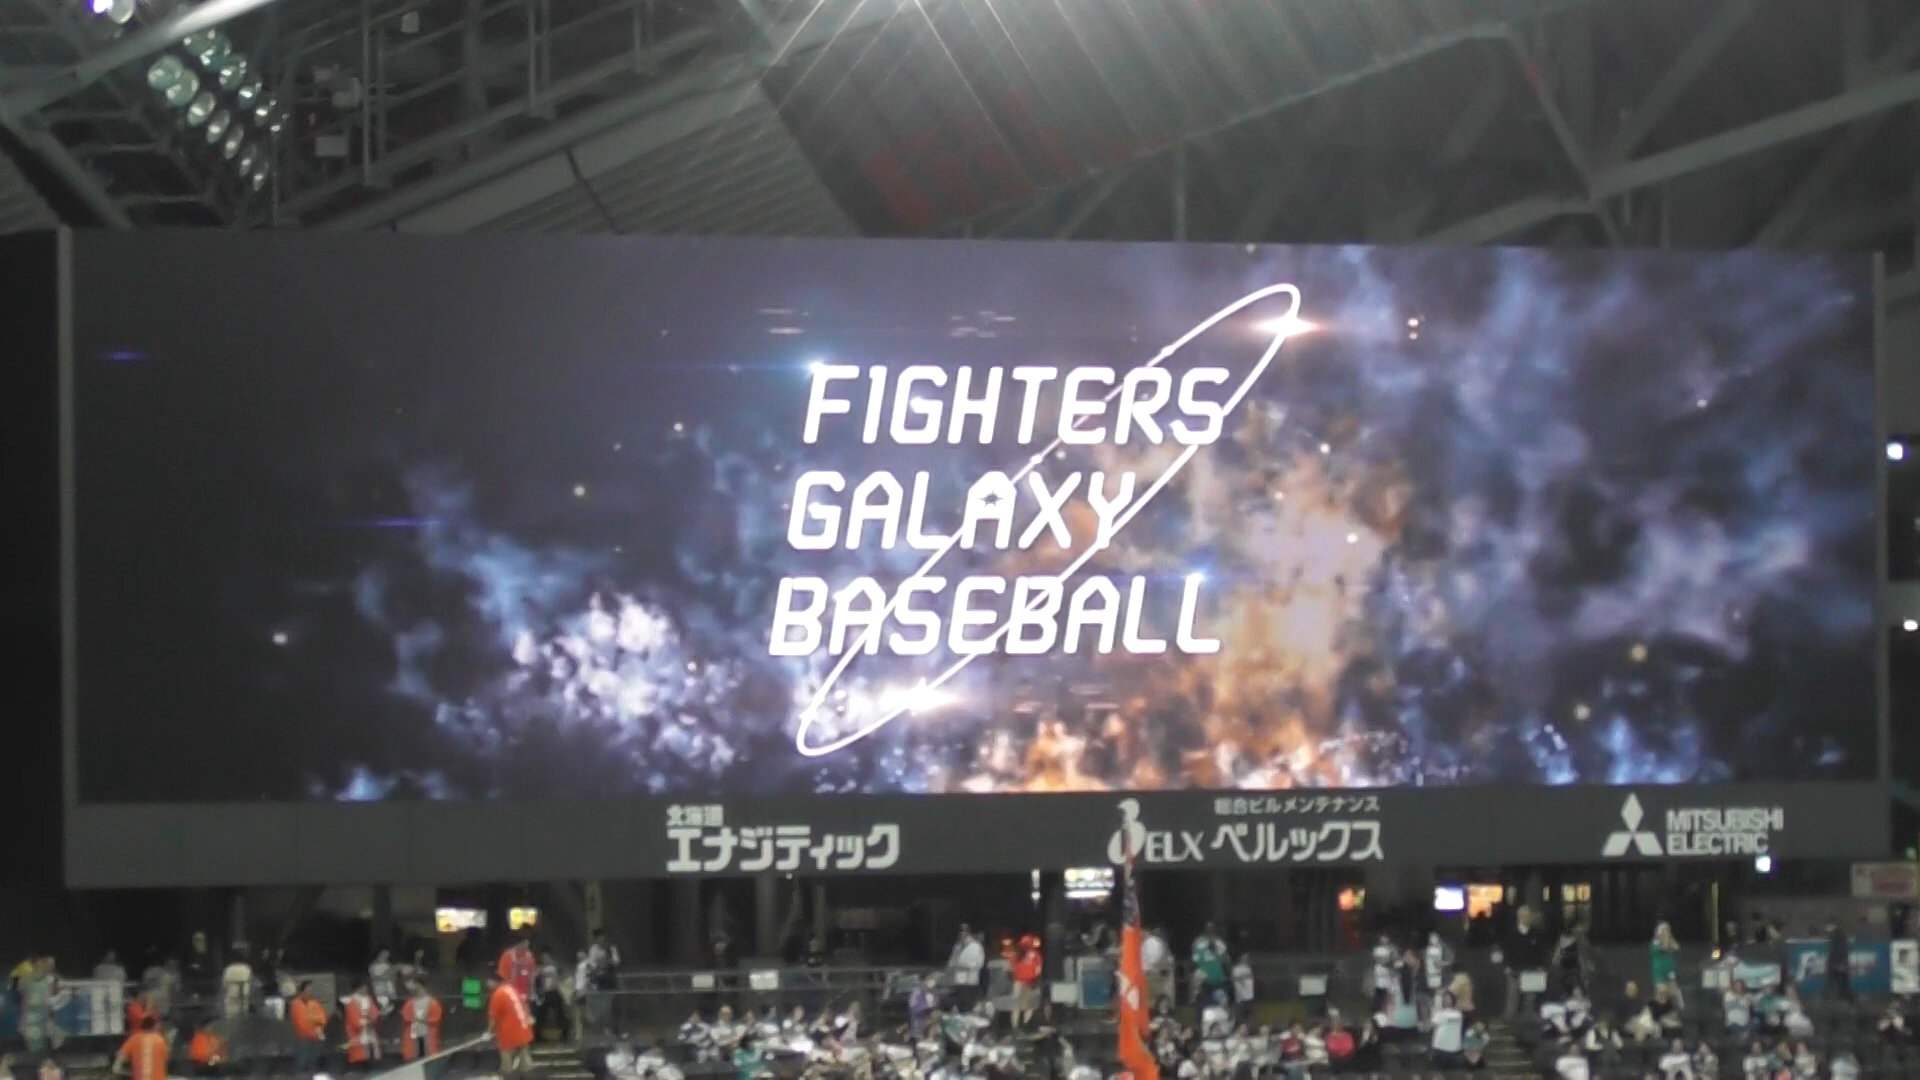 FIGHTERS
GALAXY
BASEBALL
北海道
エナジティック
BELX ベルックス
総合ビルメンテナンス
MITSUBISHI
ELECTRIC